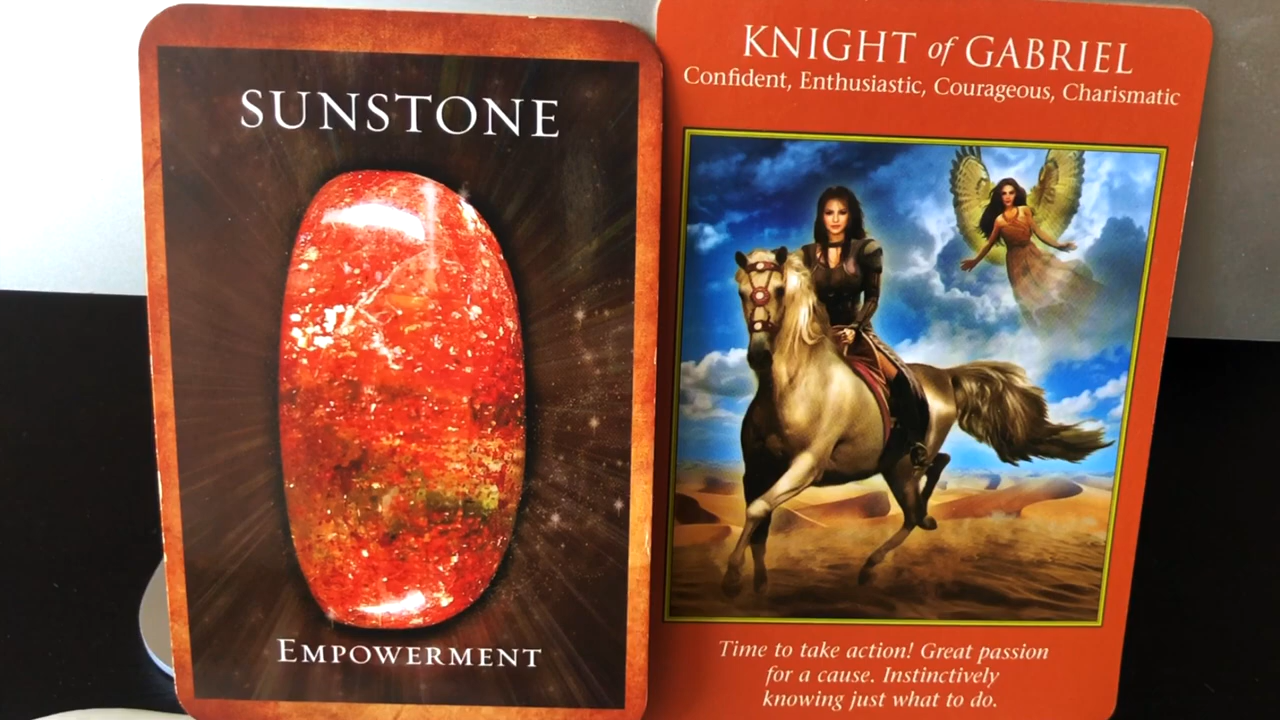 SUNSTONE
EMPOWERMENT
KNIGHT of GABRIEL
Confident, Enthusiastic, Courageous, Charismatic
Time to take action! Great passion
for a cause. Instinctively
knowing just what to do.